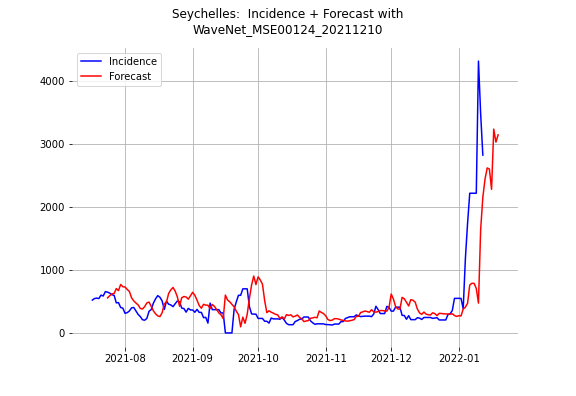 Seychelles:  Incidence + Forecast with
WaveNet_MSE00124_20211210
Incidence
Forecast
4000
3000
2000
1000
0
2021-08
2021-09
2021-10
2021-11
2021-12
2022-01